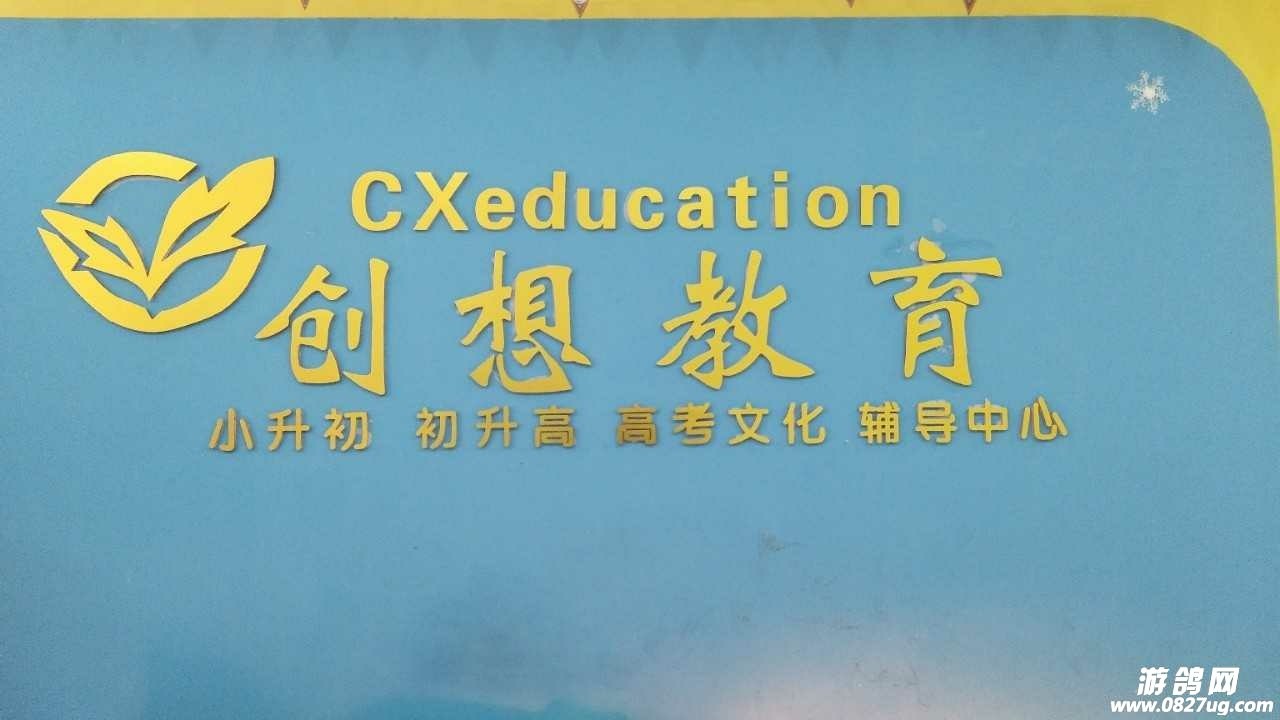 CXeducation
创想教育
小升初 初升高 高考文化 辅导中心
游鸽网
www.0827ug.com